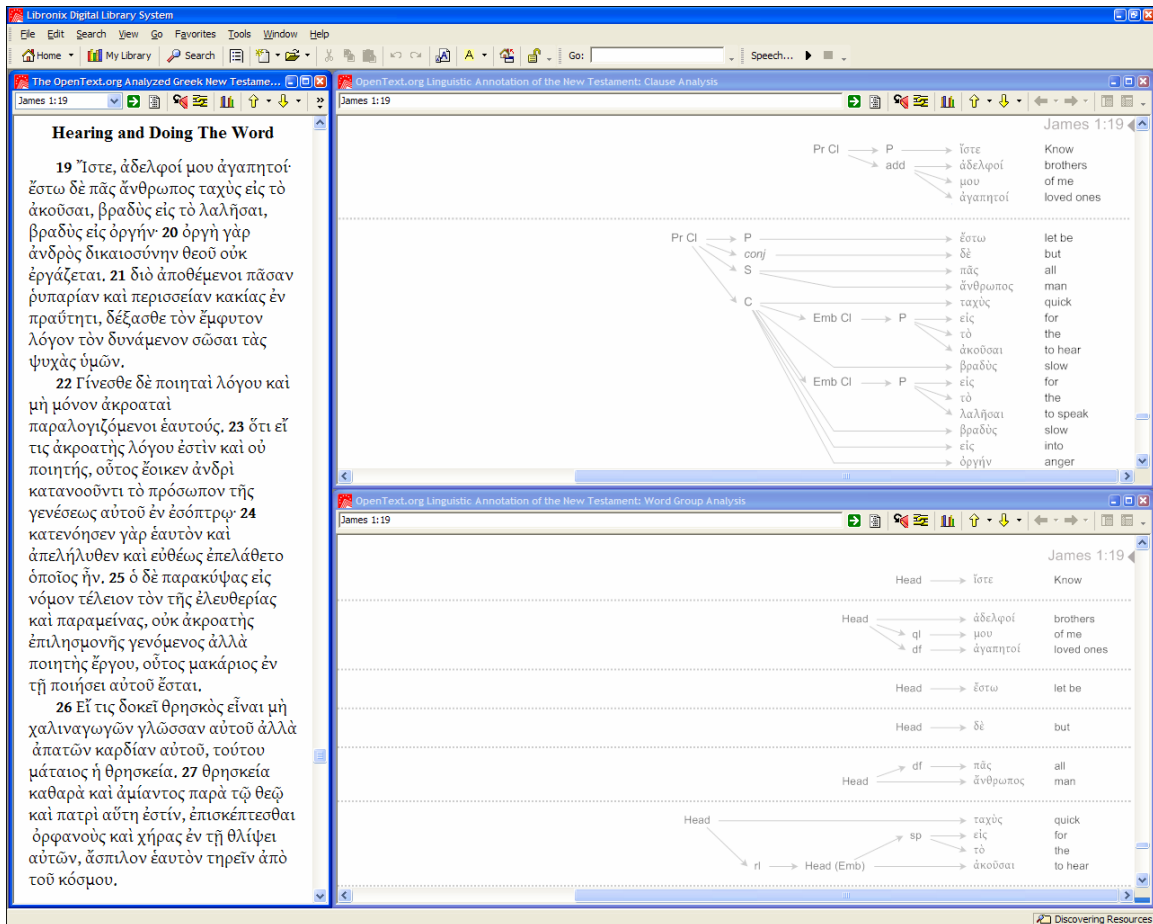 Libronix Digital Library System
File Edit Search View Go Favorites Tools Window Help
Home My Library Search A Go: Speech...
The OpenText.org Analyzed Greek New Testame...
James 1:19
Hearing and Doing The Word
19 Ἴστε, ἀδελφοί μου ἀγαπητοί·
ἔστω δὲ πᾶς ἄνθρωπος ταχὺς εἰς τὸ
ἀκοῦσαι, βραδὺς εἰς τὸ λαλῆσαι,
βραδὺς εἰς ὀργήν· 20 ὀργὴ γὰρ
ἀνδρὸς δικαιοσύνην θεοῦ οὐκ
ἐργάζεται. 21 διὸ ἀποθέμενοι πᾶσαν
ῥυπαρίαν καὶ περισσείαν κακίας ἐν
πραΰτητι, δέξασθε τὸν ἔμφυτον
λόγον τὸν δυνάμενον σῶσαι τὰς
ψυχὰς ὑμῶν.
22 Γίνεσθε δὲ ποιηταὶ λόγου καὶ
μὴ μόνον ἀκροαταὶ
παραλογιζόμενοι ἑαυτούς. 23 ὅτι εἴ
τις ἀκροατὴς λόγου ἐστὶν καὶ οὐ
ποιητής, οὗτος ἔοικεν ἀνδρὶ
κατανοοῦντι τὸ πρόσωπον τῆς
γενέσεως αὐτοῦ ἐν ἐσόπτρῳ· 24
κατενόησεν γὰρ ἑαυτὸν καὶ
ἀπελήλυθεν καὶ εὐθέως ἐπελάθετο
ὁποῖος ἦν. 25 ὁ δὲ παρακύψας εἰς
νόμον τέλειον τὸν τῆς ἐλευθερίας
καὶ παραμείνας, οὐκ ἀκροατὴς
ἐπιλησμονῆς γενόμενος ἀλλὰ
ποιητὴς ἔργου, οὗτος μακάριος ἐν
τῇ ποιήσει αὐτοῦ ἔσται.
26 Εἴ τις δοκεῖ θρησκὸς εἶναι μὴ
χαλιναγωγῶν γλῶσσαν αὐτοῦ ἀλλὰ
ἀπατῶν καρδίαν αὐτοῦ, τούτου
μάταιος ἡ θρησκεία. 27 θρησκεία
καθαρὰ καὶ ἀμίαντος παρὰ τῷ θεῷ
καὶ πατρὶ αὕτη ἐστίν, ἐπισκέπτεσθαι
ὀρφανοὺς καὶ χήρας ἐν τῇ θλίψει
αὐτῶν, ἄσπιλον ἑαυτὸν τηρεῖν ἀπὸ
τοῦ κόσμου.
OpenText.org Linguistic Annotation of the New Testament: Clause Analysis
James 1:19
James 1:19
Pr Cl P ἴστε Know
add ἀδελφοί brothers
μου of me
ἀγαπητοί loved ones
Pr Cl P ἔστω let be
conj δὲ but
S πᾶς all
ἄνθρωπος man
C ταχὺς quick
Emb Cl P εἰς for
τὸ the
ἀκοῦσαι to hear
βραδὺς slow
Emb Cl P εἰς for
τὸ the
λαλῆσαι to speak
βραδὺς slow
εἰς into
ὀργήν anger
OpenText.org Linguistic Annotation of the New Testament: Word Group Analysis
James 1:19
James 1:19
Head ἴστε Know
Head ἀδελφοί brothers
ql μου of me
df ἀγαπητοί loved ones
Head ἔστω let be
Head δὲ but
df πᾶς all
Head ἄνθρωπος man
Head ταχὺς quick
sp εἰς for
τὸ the
rl Head (Emb) ἀκοῦσαι to hear
Discovering Resources